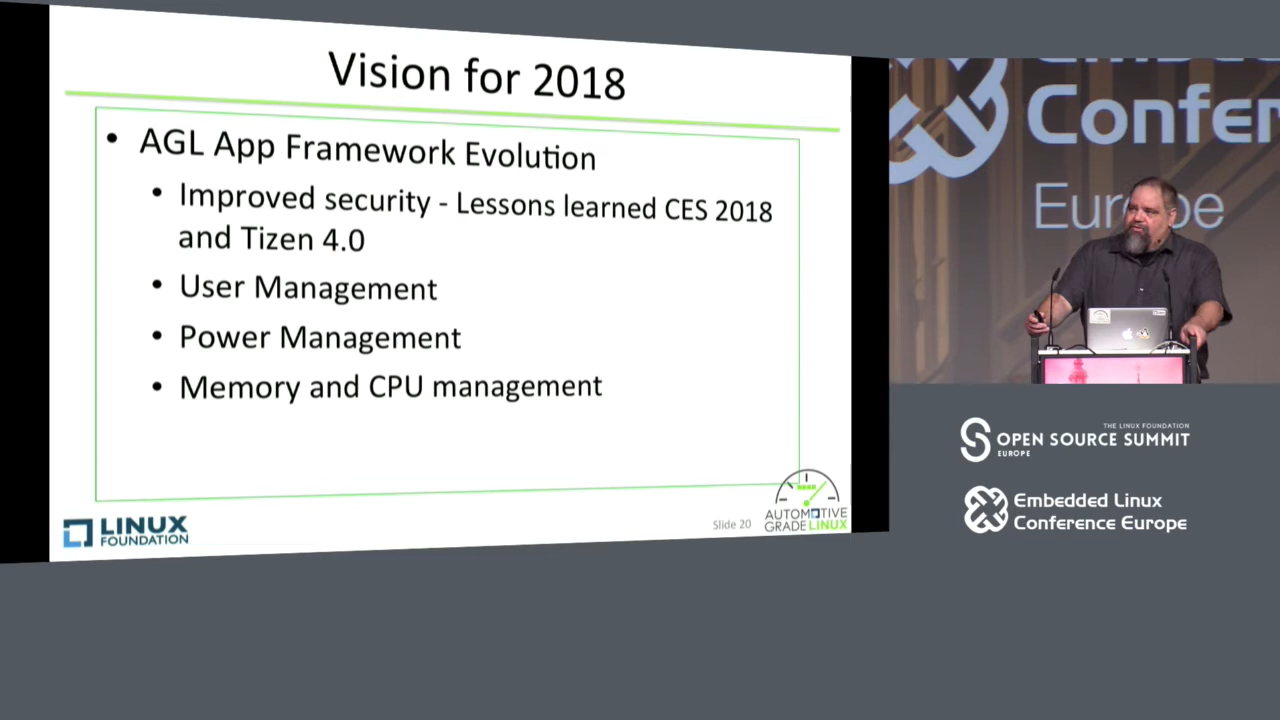 Vision for 2018
• AGL App Framework Evolution
• Improved security - Lessons learned CES 2018
and Tizen 4.0
• User Management
• Power Management
• Memory and CPU management
LINUX
FOUNDATION
Slide 20
AUTOMOTIVE
GRADE LINUX
Confer
Europe
THE LINUX FOUNDATION
OPEN SOURCE SUMMIT
EUROPE
Embedded Linux
Conference Europe